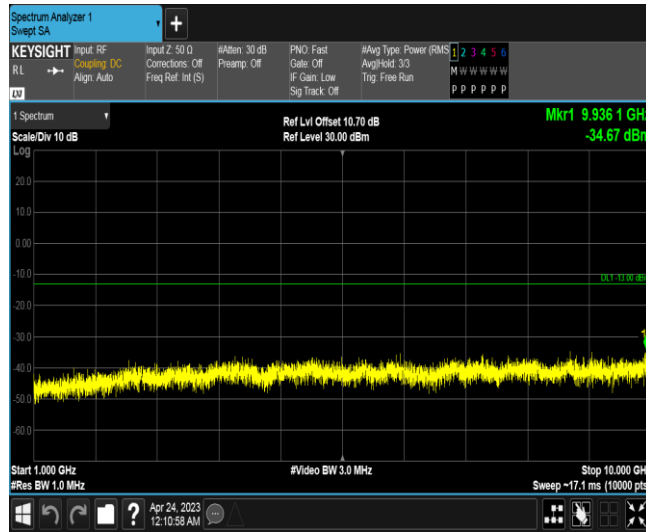 Spectrum Analyzer 1
Swept SA
+
KEYSIGHT
RL
LXI
Input: RF
Coupling: DC
Align: Auto
Input Z: 50 Ω
Corrections: Off
Freq Ref: Int (S)
#Atten: 30 dB
Preamp: Off
PNO: Fast
Gate: Off
IF Gain: Low
Sig Track: Off
#Avg Type: Power (RMS
Avg|Hold: 3/3
Trig: Free Run
1 2 3 4 5 6
M W W W W W
P P P P P P
1 Spectrum
Scale/Div 10 dB
Log
Ref Lvl Offset 10.70 dB
Ref Level 30.00 dBm
Mkr1 9.936 1 GHz
-34.67 dBm
20.0
10.0
0.00
-10.0
-20.0
-30.0
-40.0
-50.0
-60.0
DL1 -13.00 dBm
1
Start 1.000 GHz
#Res BW 1.0 MHz
#Video BW 3.0 MHz
Stop 10.000 GHz
Sweep ~17.1 ms (10000 pts
?
Apr 24, 2023
12:10:58 AM